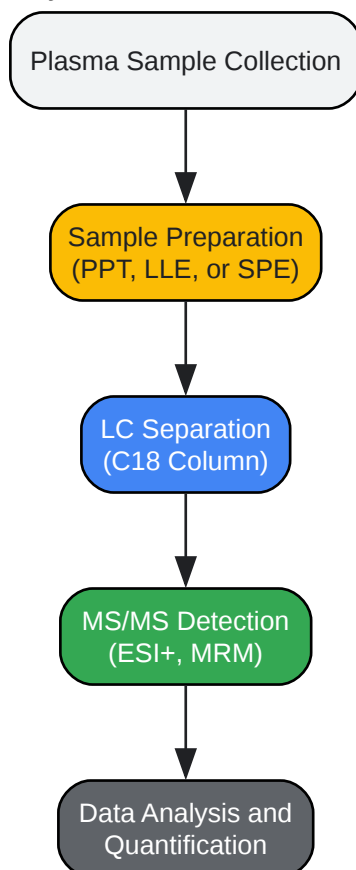 Plasma Sample Collection
Sample Preparation
(PPT, LLE, or SPE)
LC Separation
(C18 Column)
MS/MS Detection
(ESI+, MRM)
Data Analysis and
Quantification